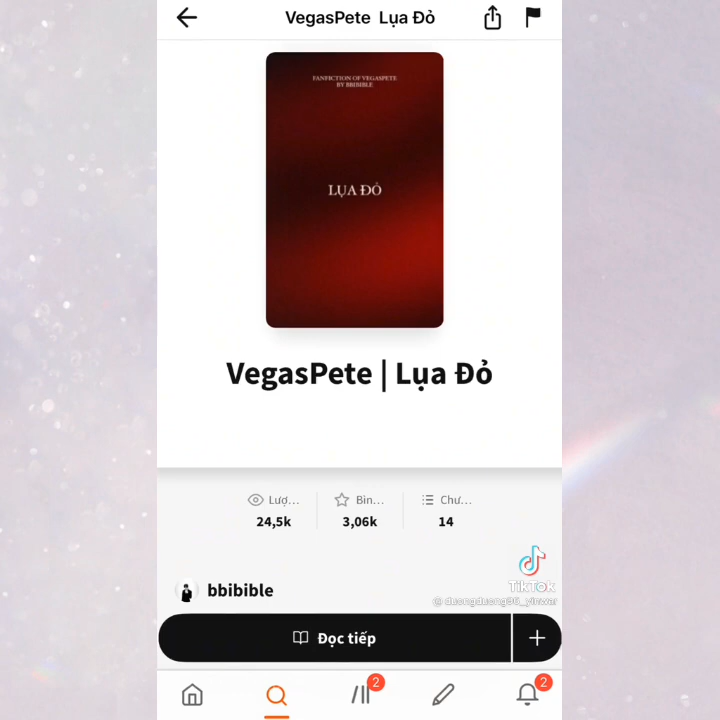 VegasPete Lụa Đỏ
FANFICTION OF VEGASPETE
BY BBIBIBLE
LỤA ĐỎ
VegasPete | Lụa Đỏ
Lượ... Bìn... Chư...
24,5k 3,06k 14
TikTok
@duongduong96_yinwar
bbibible
Đọc tiếp
2 2